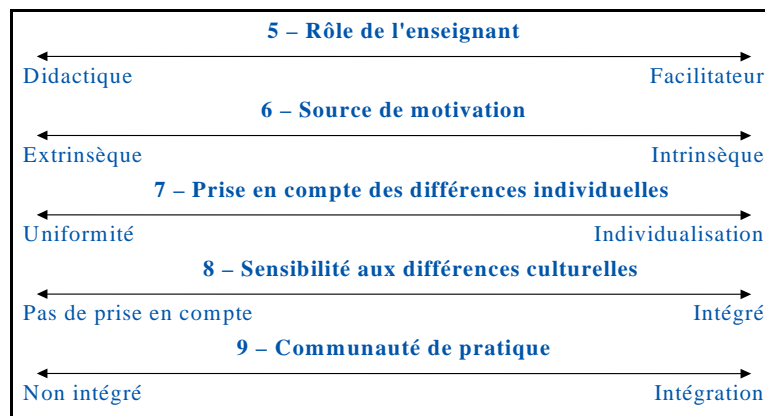 5 – Rôle de l'enseignant
Didactique Facilitateur
6 – Source de motivation
Extrinsèque Intrinsèque
7 – Prise en compte des différences individuelles
Uniformité Individualisation
8 – Sensibilité aux différences culturelles
Pas de prise en compte Intégré
9 – Communauté de pratique
Non intégré Intégration